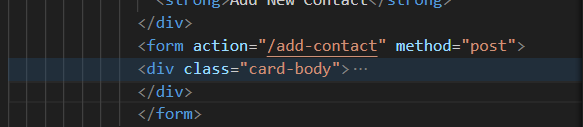 <strong>Add New Contact</strong>
</div>
<form action="/add-contact" method="post">
<div class="card-body">···
</div>
</form>